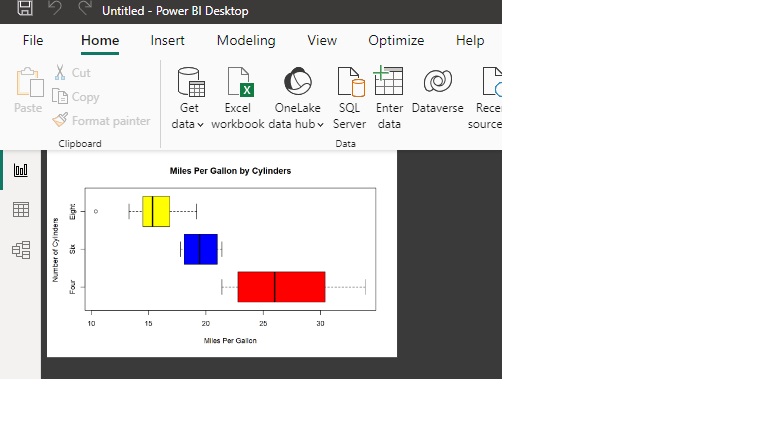 Untitled - Power BI Desktop
File Home Insert Modeling View Optimize Help
Paste
Cut
Copy
Format painter
Clipboard
Get data
Excel workbook
OneLake data hub
SQL Server
Enter data
Dataverse
Rece
source
Data
Miles Per Gallon by Cylinders
Number of Cylinders
Eight
Six
Four
10 15 20 25 30
Miles Per Gallon